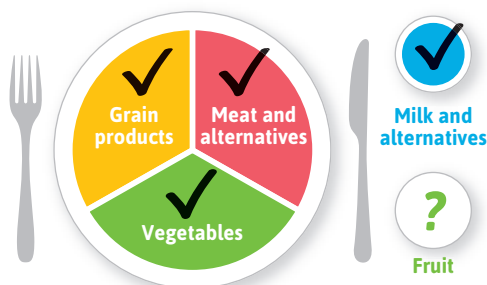 Grain
products
Meat and
alternatives
Vegetables
Milk and
alternatives
?
Fruit